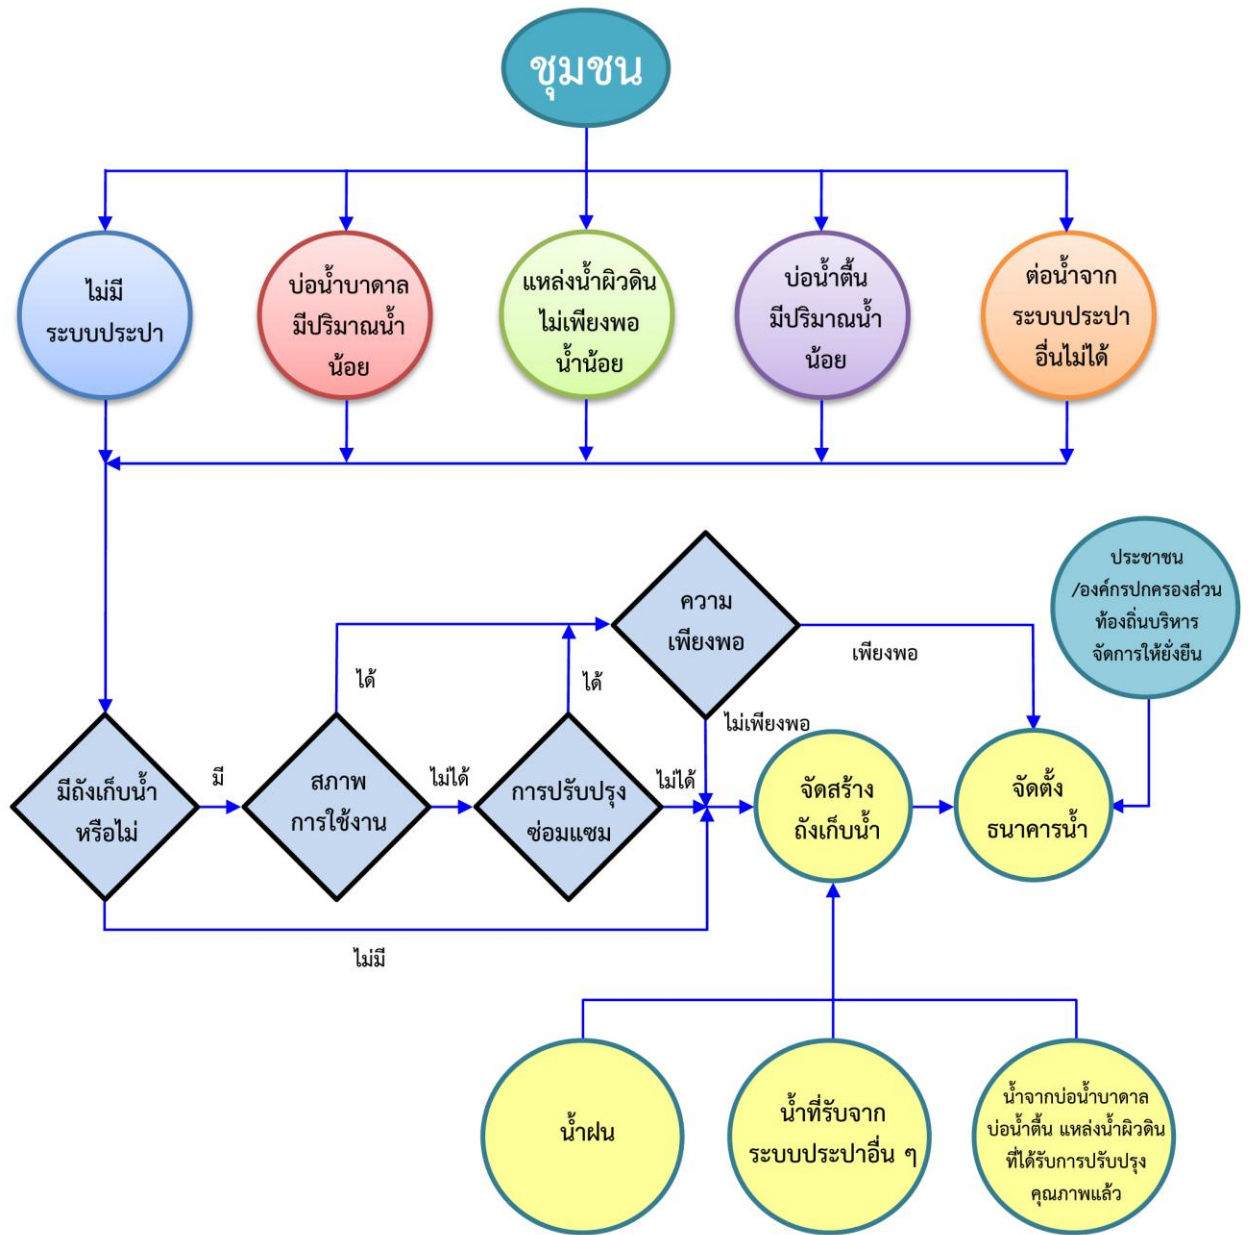 ชุมชน
ไม่มี
ระบบประปา
บ่อน้ำบาดาล
มีปริมาณน้ำ
น้อย
แหล่งน้ำผิวดิน
ไม่เพียงพอ
น้ำน้อย
บ่อน้ำตื้น
มีปริมาณน้ำ
น้อย
ต่อน้ำจาก
ระบบประปา
อื่นไม่ได้
ประชาชน
/องค์กรปกครองส่วน
ท้องถิ่นบริหาร
จัดการให้ยั่งยืน
ความ
เพียงพอ
เพียงพอ
ได้
ได้
ไม่เพียงพอ
มีถังเก็บน้ำ
หรือไม่
มี
สภาพ
การใช้งาน
ไม่ได้
การปรับปรุง
ซ่อมแซม
ไม่ได้
จัดสร้าง
ถังเก็บน้ำ
จัดตั้ง
ธนาคารน้ำ
ไม่มี
น้ำฝน
น้ำที่รับจาก
ระบบประปาอื่น ๆ
น้ำจากบ่อน้ำบาดาล
บ่อน้ำตื้น แหล่งน้ำผิวดิน
ที่ได้รับการปรับปรุง
คุณภาพแล้ว